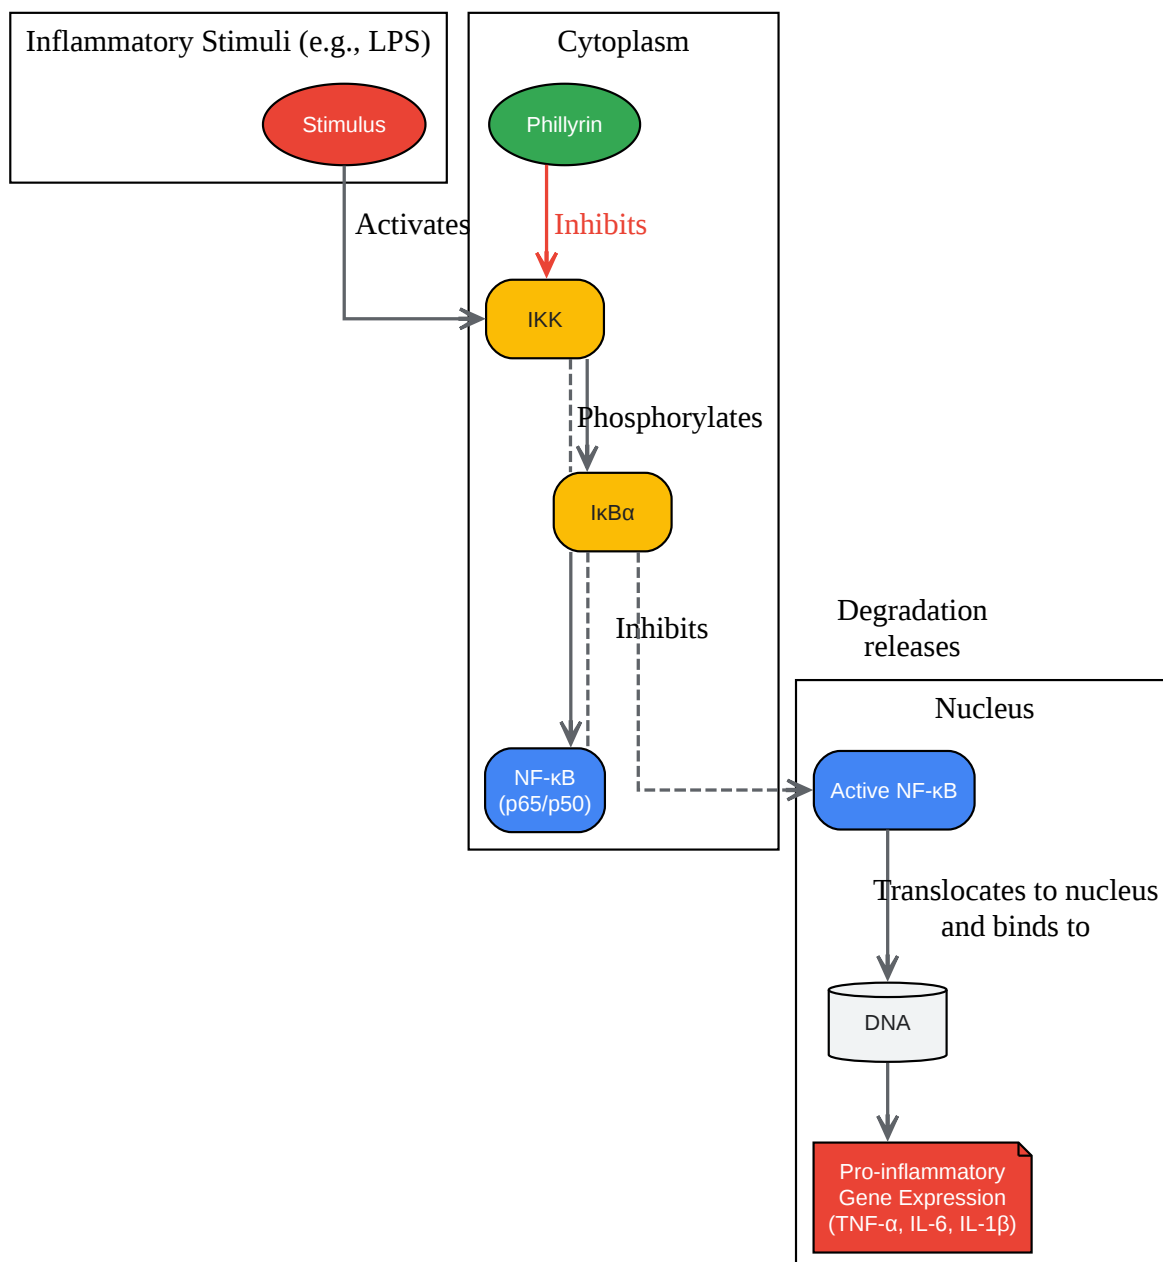 Inflammatory Stimuli (e.g., LPS)
Cytoplasm
Stimulus
Phillyrin
Activates
Inhibits
IKK
Phosphorylates
IκBα
Inhibits
Degradation
releases
Nucleus
NF-κB
(p65/p50)
Active NF-κB
Translocates to nucleus
and binds to
DNA
Pro-inflammatory
Gene Expression
(TNF-α, IL-6, IL-1β)